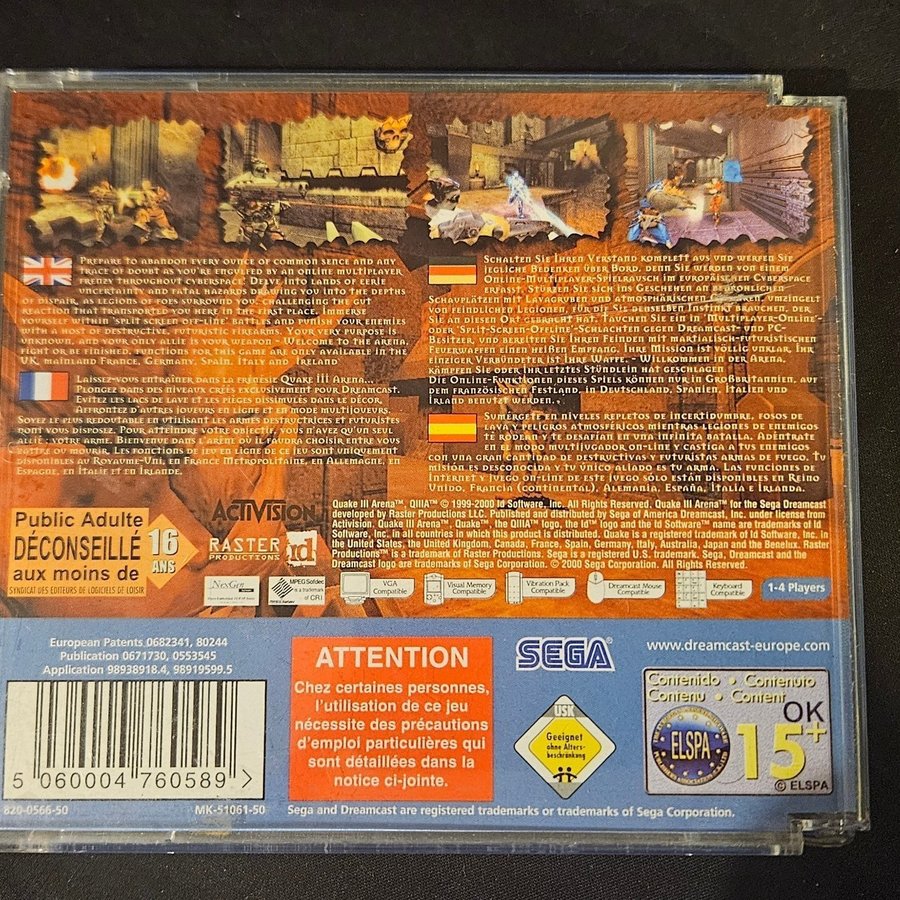 PREPARE TO ABANDON EVERY OUNCE OF COMMON SENCE AND ANY
TRACE OF DOUBT AS YOU'RE ENGULFED BY AN ONLINE MULTIPLAYER
FRENZY THROUGHOUT CYBERSPACE! DELVE INTO LANDS OF EERIE
UNCERTAINTY AND FATAL HAZARDS DRAWING YOU INTO THE DEPTHS
OF DISPAIR, AS LEGIONS OF FOES SURROUND YOU, CHALLENGING THE GUT
REACTION THAT TRANSPORTED YOU HERE IN THE FIRST PLACE. IMMERSE
YOURSELF WITHIN 'SPLIT SCREEN OFF-LINE' BATTLES AND PUNISH YOUR ENEMIES
WITH A HOST OF DESTRUCTIVE, FUTURISTIC FIREARMS. YOUR VERY PURPOSE IS
UNKNOWN, AND YOUR ONLY ALLIE IS YOUR WEAPON - WELCOME TO THE ARENA,
FIGHT OR BE FINISHED. FUNCTIONS FOR THIS GAME ARE ONLY AVAILABLE IN THE
UK, MAINLAND FRANCE, GERMANY, SPAIN, ITALY AND IRELAND
LAISSEZ-VOUS ENTRAINER DANS LA FRÉNÉSIE QUAKE III ARENA...
PLONGEZ DANS DES NIVEAUX CRÉES EXCLUSIVEMENT POUR DREAMCAST.
EVITEZ LES LACS DE LAVE ET LES PIÈGES DISSIMULÉS DANS LE DÉCOR.
AFFRONTEZ D'AUTRES JOUEURS EN LIGNE ET EN MODE MULTIJOUEURS.
SOYEZ LE PLUS REDOUTABLE EN UTILISANT LES ARMES DESTRUCTRICES ET FUTURISTES
DONT VOUS DISPOSEZ. POUR ATTEINDRE VOTRE OBJECTIF, VOUS N'AVEZ QU'UN SEUL
ALLIÉ : VOTRE ARME. BIENVENUE DANS L'ARÈNE OÙ IL FAUDRA CHOISIR ENTRE VOUS
BATTRE OU MOURIR. LES FONCTIONS DE JEU EN LIGNE DE CE JEU SONT UNIQUEMENT
DISPONIBLES AU ROYAUME-UNI, EN FRANCE METROPOLITAINE, EN ALLEMAGNE, EN
ESPAGNE, EN ITALIE ET EN IRLANDE.
SCHALTEN SIE IHREN VERSTAND KOMPLETT AUS UND WERFEN SIE
JEGLICHE BEDENKEN ÜBER BORD, DENN SIE WERDEN VON EINEM
ONLINE-MULTIPLAYER-SPIELRAUSCH IM EUROPÄISCHEN CYBERSPACE
ERFASST. STÜRZEN SIE SICH INS GESCHEHEN AN BEDROHLICHEN
SCHAUPLÄTZEN MIT LAVAGRUBEN UND ATMOSPHÄRISCHEN GEFAHREN, UMZINGELT
VON FEINDLICHEN LEGIONEN, FÜR DIE SIE DENSELBEN INSTINKT BRAUCHEN, DER
SIE AN DIESEN ORT GEBRACHT HAT. TAUCHEN SIE EIN IN 'MULTIPLAYER-ONLINE'-
ODER 'SPLIT-SCREEN-OFFLINE'-SCHLACHTEN GEGEN DREAMCAST- UND PC-
BESITZER, UND BEREITEN SIE IHREN FEINDEN MIT MARTIALISCH-FUTURISTISCHEN
FEUERWAFFEN EINEN HEIßEN EMPFANG. IHRE MISSION IST VÖLLIG UNKLAR, IHR
EINZIGER VERBÜNDETER IST: IHRE WAFFE. - WILLKOMMEN IN DER ARENA,
KÄMPFEN SIE ODER IHR LETZTES STÜNDLEIN HAT GESCHLAGEN
DIE ONLINE-FUNKTIONEN DIESES SPIELS KÖNNEN NUR IN GROßBRITANNIEN, AUF
DEM FRANZÖSISCHEN FESTLAND, IN DEUTSCHLAND, SPANIEN, ITALIEN UND
IRLAND BENUTZT WERDEN.
SUMÉRGETE EN NIVELES REPLETOS DE INCERTIDUMBRE, FOSOS DE
LAVA Y PELIGROS ATMOSFÉRICOS MIENTRAS LEGIONES DE ENEMIGOS
TE RODEAN Y TE DESAFÍAN EN UNA INFINITA BATALLA. ADÉNTRATE
EN EL MODO MULTIJUGADOR ON-LINE Y CASTIGA A TUS ENEMIGOS
CON UNA GRAN CANTIDAD DE DESTRUCTIVAS Y FUTURISTAS ARMAS DE FUEGO. TU
MISIÓN ES DESCONOCIDA Y TU ÚNICO ALIADO ES TU ARMA. LAS FUNCIONES DE
INTERNET Y JUEGO ON-LINE DE ESTE JUEGO SÓLO ESTÁN DISPONIBLES EN REINO
UNIDO, FRANCIA (CONTINENTAL), ALEMANIA, ESPAÑA, ITALIA E IRLANDA.
Public Adulte
DÉCONSEILLÉ
aux moins de
16
ANS
SYNDICAT DES EDITEURS DE LOGICIELS DE LOISIR
ACTIVISION
RASTER
PRODUCTIONS
id
Quake III Arena™, QIIIA™ © 1999-2000 id Software, Inc. All Rights Reserved. Quake III Arena™ for the Sega Dreamcast
developed by Raster Productions LLC. Published and distributed by Sega of America Dreamcast, Inc. under license from
Activision. Quake III Arena™, Quake™, the QIIIA™ logo, the id™ logo and the id Software™ name are trademarks of id
Software, Inc. in all countries in which this product is distributed. Quake is a trademark of id Software, Inc. registered in
the United States, the United Kingdom, Canada, France, Spain, Germany, Italy, Australia, Japan and the Benelux. Raster
Productions™ is a trademark of Raster Productions. Sega is a registered U.S. trademark. Sega, Dreamcast and the
Dreamcast logo are trademarks of Sega Corporation. © 2000 Sega Corporation. All Rights Reserved.
NexGen
MPEG Sofdec
is a trademark
of CRI
VGA
Compatible
Visual Memory
Compatible
Vibration Pack
Compatible
Dreamcast Mouse
Compatible
Keyboard
Compatible
1-4 Players
European Patents 0682341, 80244
Publication 0671730, 0553545
Application 98938918.4, 98919599.5
5 060004 760589 >
820-0566-50
MK-51061-50
ATTENTION
Chez certaines personnes,
l'utilisation de ce jeu
nécessite des précautions
d'emploi particulières qui
sont détaillées dans la
notice ci-jointe.
SEGA®
www.dreamcast-europe.com
USK
Geeignet
ohne Alters-
beschränkung
Contenido • Contenuto
Contenu • Content
OK
ELSPA
15+
© ELSPA
Sega and Dreamcast are registered trademarks or trademarks of Sega Corporation.